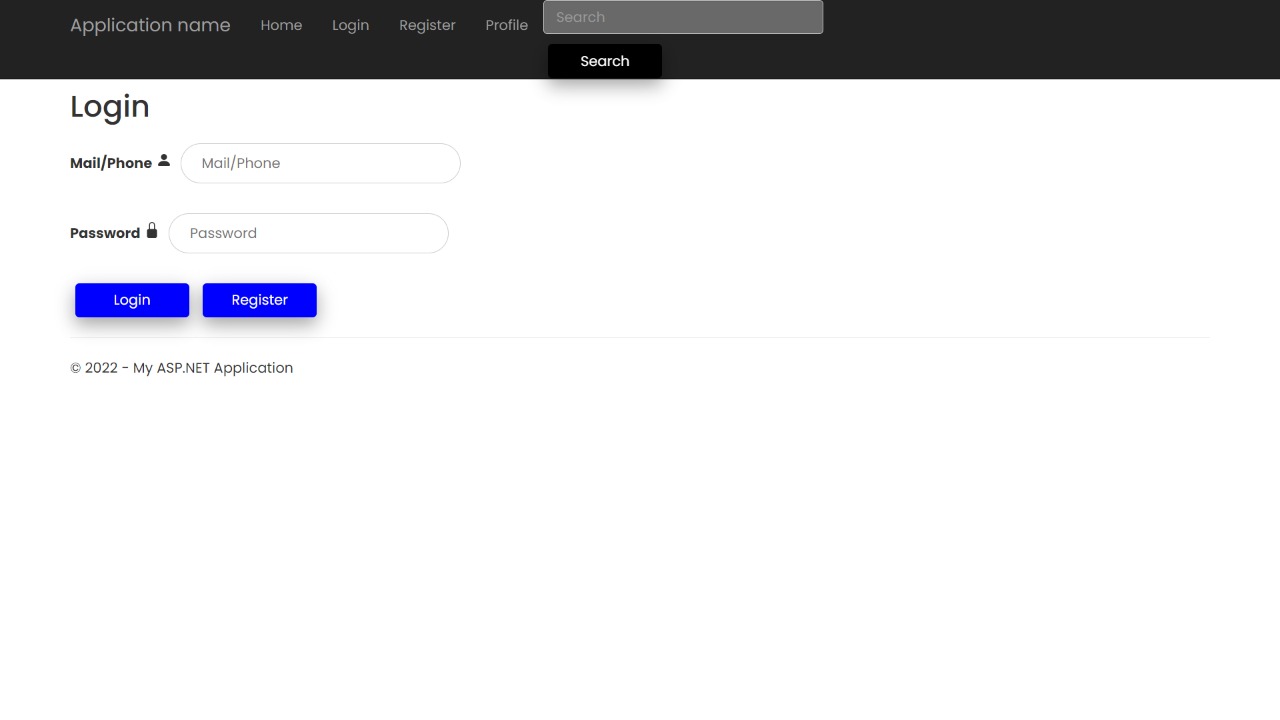 Application name Home Login Register Profile Search
Search
Login
Mail/Phone Mail/Phone
Password Password
Login Register
© 2022 - My ASP.NET Application